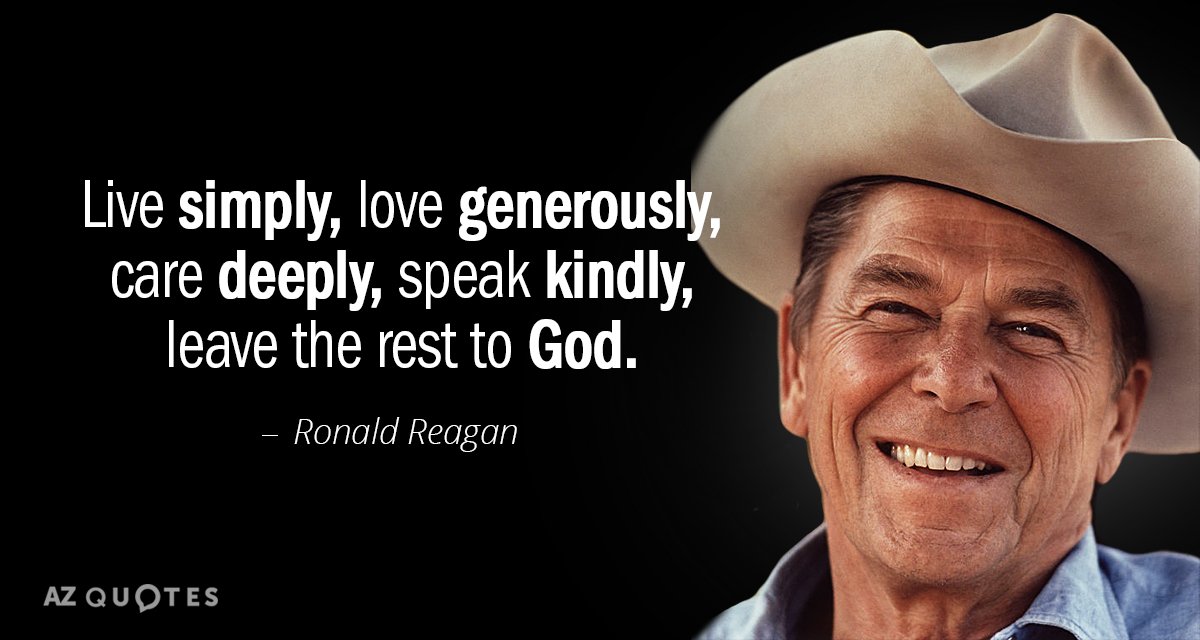 Live simply, love generously,
care deeply, speak kindly,
leave the rest to God.
– Ronald Reagan
AZ QUOTES